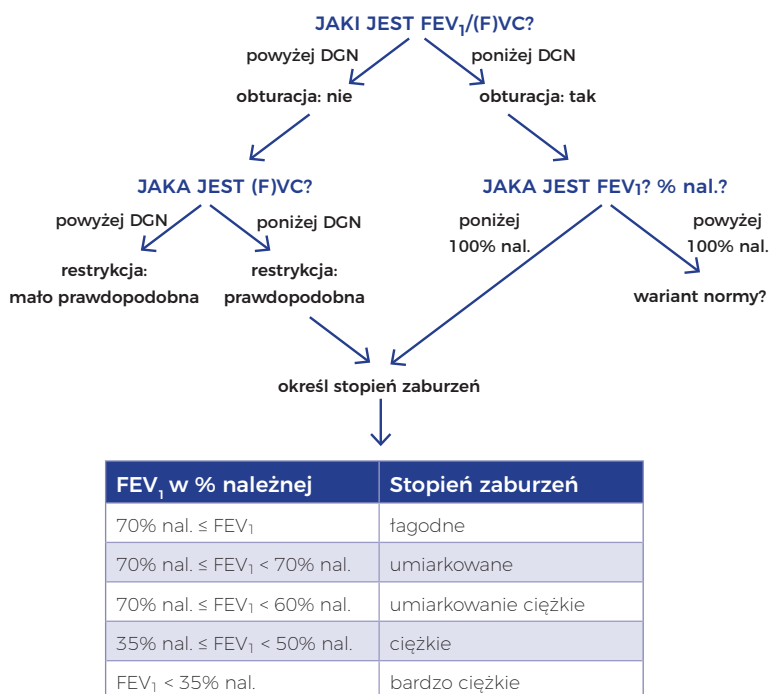 JAKI JEST FEV₁/(F)VC?
powyżej DGN
poniżej DGN
obturacja: nie
obturacja: tak
JAKA JEST (F)VC?
JAKA JEST FEV₁? % nal.?
powyżej DGN
poniżej DGN
poniżej
100% nal.
powyżej
100% nal.
restrykcja:
mało prawdopodobna
restrykcja:
prawdopodobna
wariant normy?
określ stopień zaburzeń
FEV₁ w % należnej Stopień zaburzeń
70% nal. ≤ FEV₁ łagodne
70% nal. ≤ FEV₁ < 70% nal. umiarkowane
70% nal. ≤ FEV₁ < 60% nal. umiarkowanie ciężkie
35% nal. ≤ FEV₁ < 50% nal. ciężkie
FEV₁ < 35% nal. bardzo ciężkie